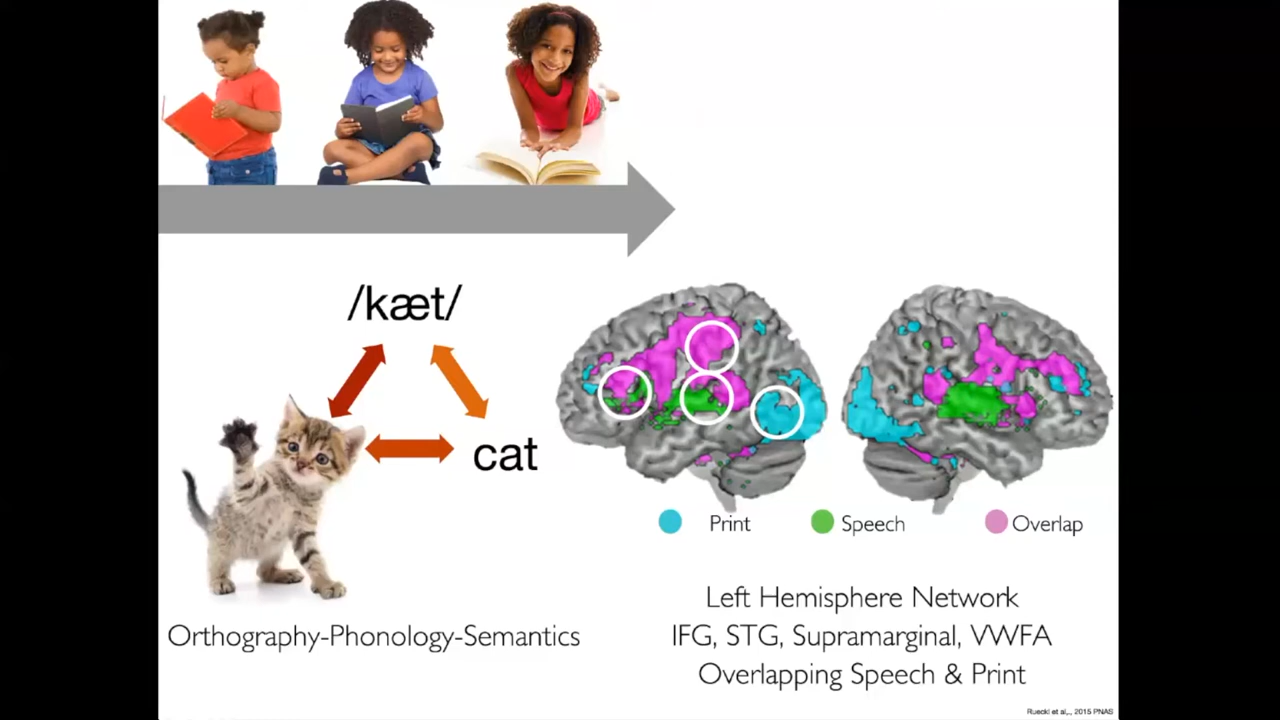 /kæt/
cat
Orthography-Phonology-Semantics
Print
Speech
Overlap
Left Hemisphere Network
IFG, STG, Supramarginal, VWFA
Overlapping Speech & Print
Rueckl et al,., 2015 PNAS